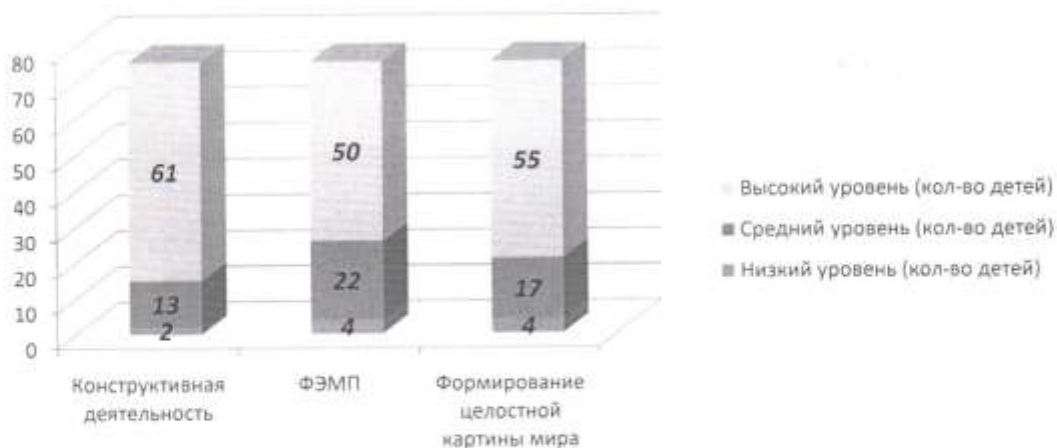 80
70
60
50
40
30
20
10
0
61
50
55
13
22
17
2
4
4
Конструктивная
деятельность
ФЭМП
Формирование
целостной
картины мира
Высокий уровень (кол-во детей)
Средний уровень (кол-во детей)
Низкий уровень (кол-во детей)